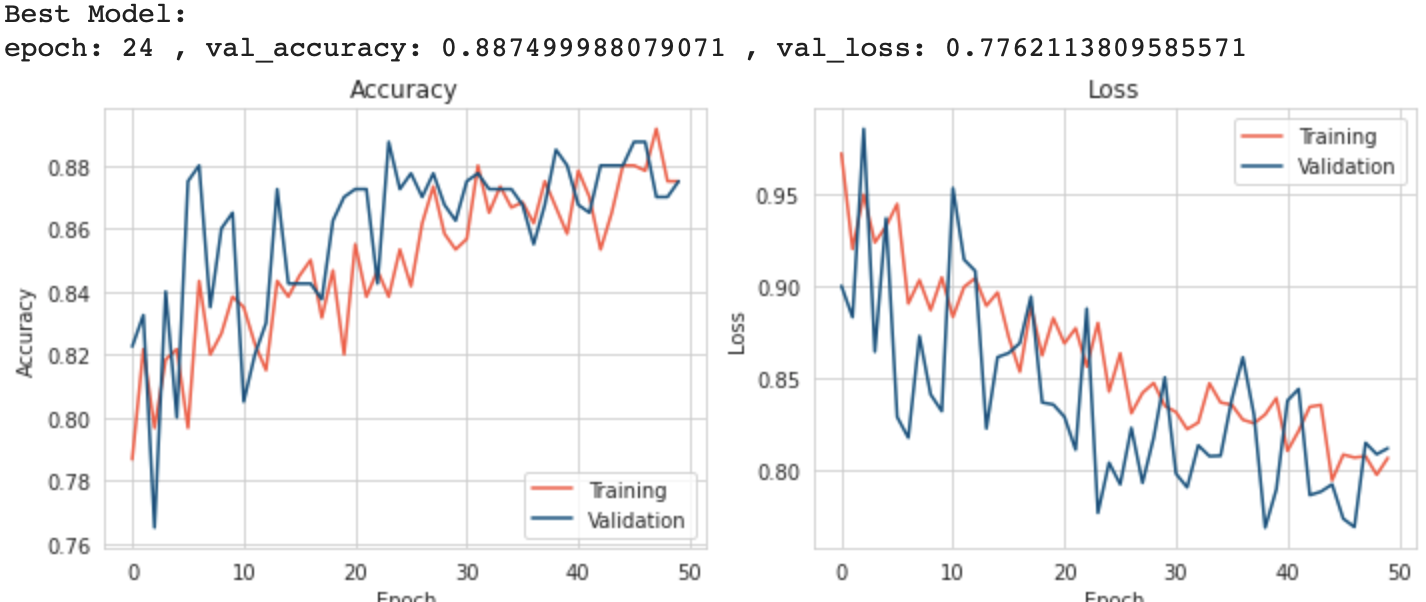 Best Model:
epoch: 24 , val_accuracy: 0.887499988079071 , val_loss: 0.7762113809585571
Accuracy
Accuracy
0.88
0.86
0.84
0.82
0.80
0.78
0.76
Training
Validation
0 10 20 30 40 50
Epoch
Loss
Loss
0.95
0.90
0.85
0.80
Training
Validation
0 10 20 30 40 50
Epoch